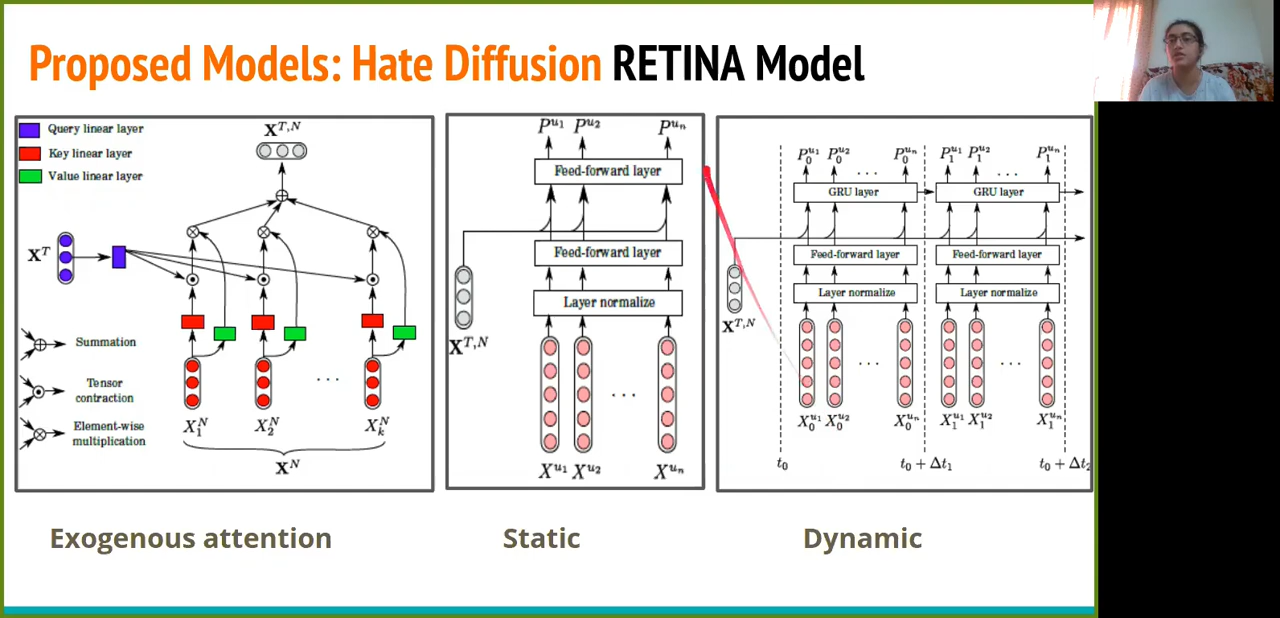 Proposed Models: Hate Diffusion RETINA Model
Query linear layer
Key linear layer
Value linear layer
X^{T,N}
X^T
Summation
Tensor
contraction
Element-wise
multiplication
X_1^N X_2^N ... X_k^N
X^N
Exogenous attention
P^{u_1} P^{u_2} P^{u_n}
Feed-forward layer
Feed-forward layer
Layer normalize
X^{T,N}
...
X^{u_1} X^{u_2} X^{u_n}
Static
P_0^{u_1} P_0^{u_2} ... P_0^{u_n} P_1^{u_1} P_1^{u_2} ... P_1^{u_n}
GRU layer GRU layer
Feed-forward layer Feed-forward layer
Layer normalize Layer normalize
X^{T,N}
... ...
X_0^{u_1} X_0^{u_2} X_0^{u_n} X_1^{u_1} X_1^{u_2} X_1^{u_n}
t_0 t_0 + Δt_1 t_0 + Δt_2
Dynamic